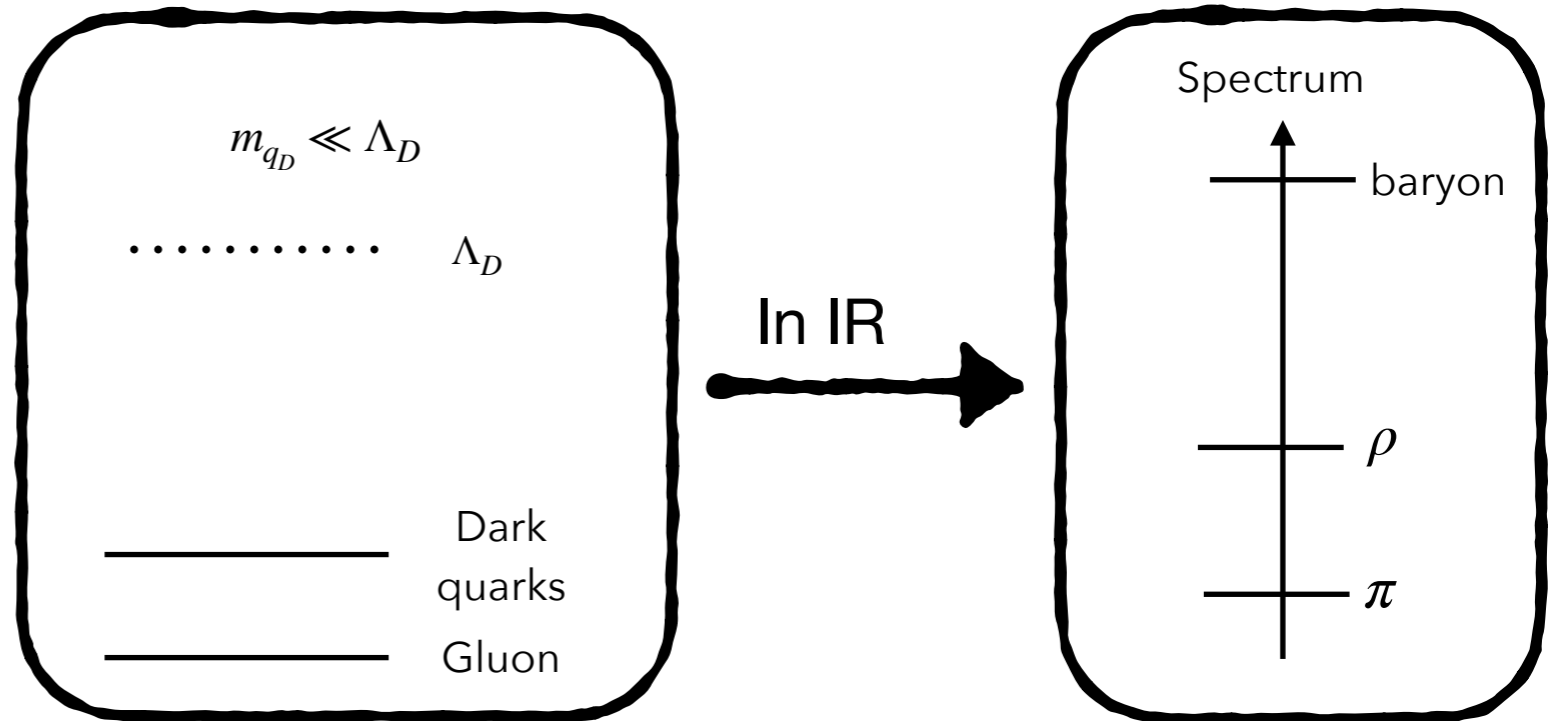 m_{q_D} ≪ Λ_D
Λ_D
Dark
quarks
Gluon
In IR
Spectrum
baryon
ρ
π